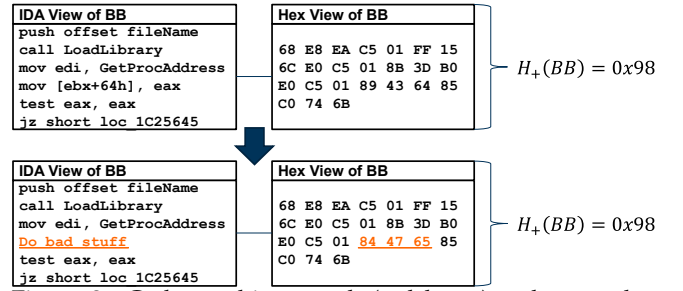 IDA View of BB
push offset fileName
call LoadLibrary
mov edi, GetProcAddress
mov [ebx+64h], eax
test eax, eax
jz short loc_1C25645
Hex View of BB
68 E8 EA C5 01 FF 15
6C E0 C5 01 8B 3D B0
E0 C5 01 89 43 64 85
C0 74 6B
H+(BB) = 0x98
IDA View of BB
push offset fileName
call LoadLibrary
mov edi, GetProcAddress
Do bad stuff
test eax, eax
jz short loc_1C25645
Hex View of BB
68 E8 EA C5 01 FF 15
6C E0 C5 01 8B 3D B0
E0 C5 01 84 47 65 85
C0 74 6B
H+(BB) = 0x98